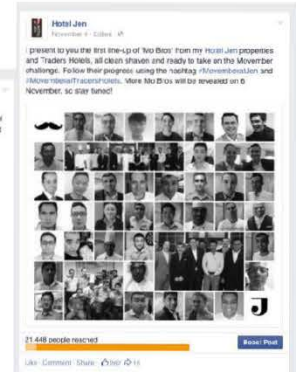 Hotel Jen
November 4 · Edited ·
I present to you the first line-up of 'Mo Bros' from my Hotel Jen properties
and Traders Hotels, all clean shaven and ready to take on the Movember
challenge. Follow their progress using the hashtag #MovemberatJen and
#MovemberatTradersHotels. More Mo Bros will be revealed on 6
November, so stay tuned!
J
21,448 people reached
Boost Post
Like · Comment · Share ·